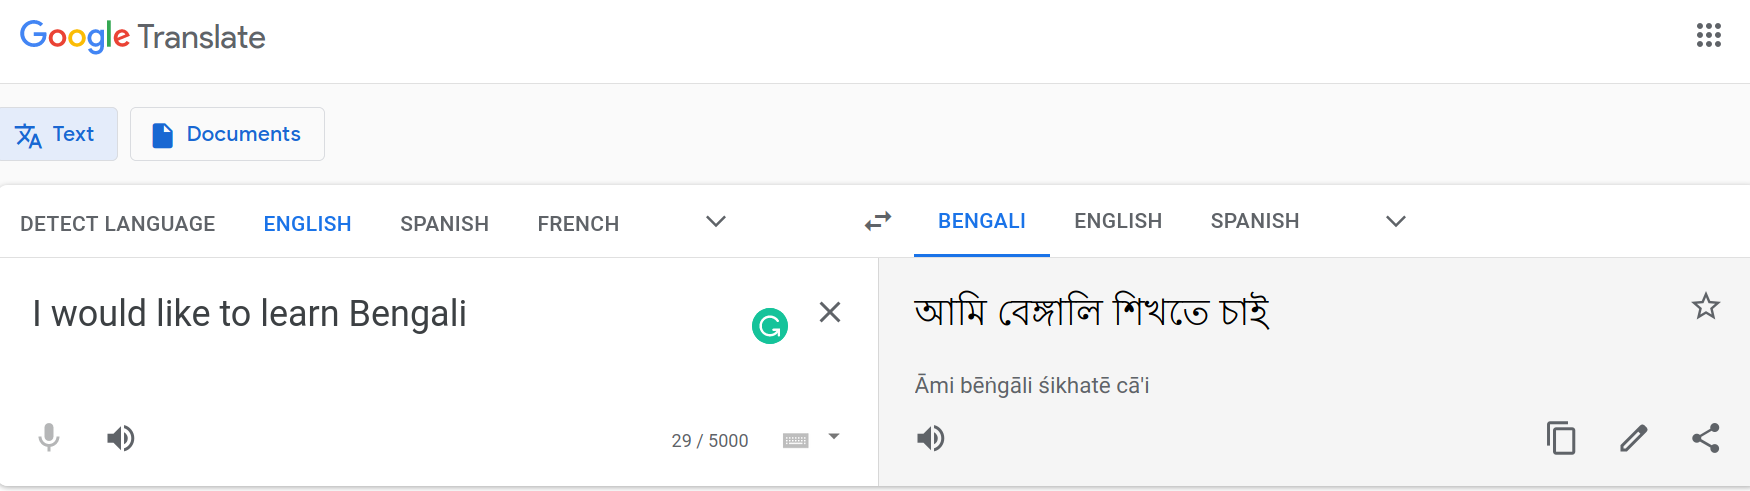 Google Translate
Text Documents
DETECT LANGUAGE ENGLISH SPANISH FRENCH BENGALI ENGLISH SPANISH
I would like to learn Bengali
আমি বেঙ্গালি শিখতে চাই
Āmi bēṅgāli śikhatē cā'i
29 / 5000